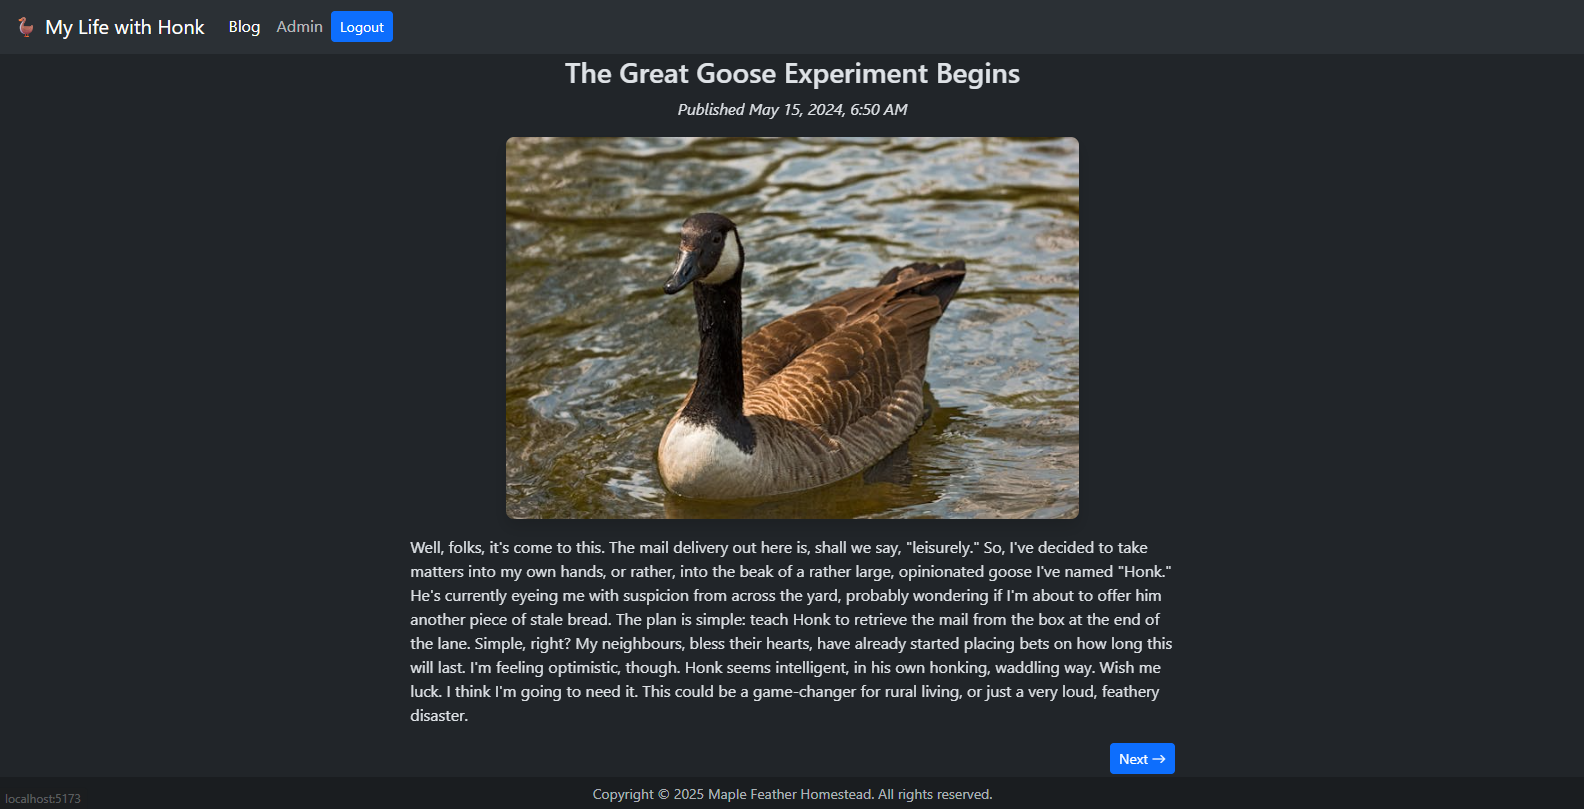 My Life with Honk Blog Admin Logout
The Great Goose Experiment Begins
Published May 15, 2024, 6:50 AM
Well, folks, it's come to this. The mail delivery out here is, shall we say, "leisurely." So, I've decided to take
matters into my own hands, or rather, into the beak of a rather large, opinionated goose I've named "Honk."
He's currently eyeing me with suspicion from across the yard, probably wondering if I'm about to offer him
another piece of stale bread. The plan is simple: teach Honk to retrieve the mail from the box at the end of
the lane. Simple, right? My neighbours, bless their hearts, have already started placing bets on how long this
will last. I'm feeling optimistic, though. Honk seems intelligent, in his own honking, waddling way. Wish me
luck. I think I'm going to need it. This could be a game-changer for rural living, or just a very loud, feathery
disaster.
Next →
Copyright © 2025 Maple Feather Homestead. All rights reserved.
localhost:5173